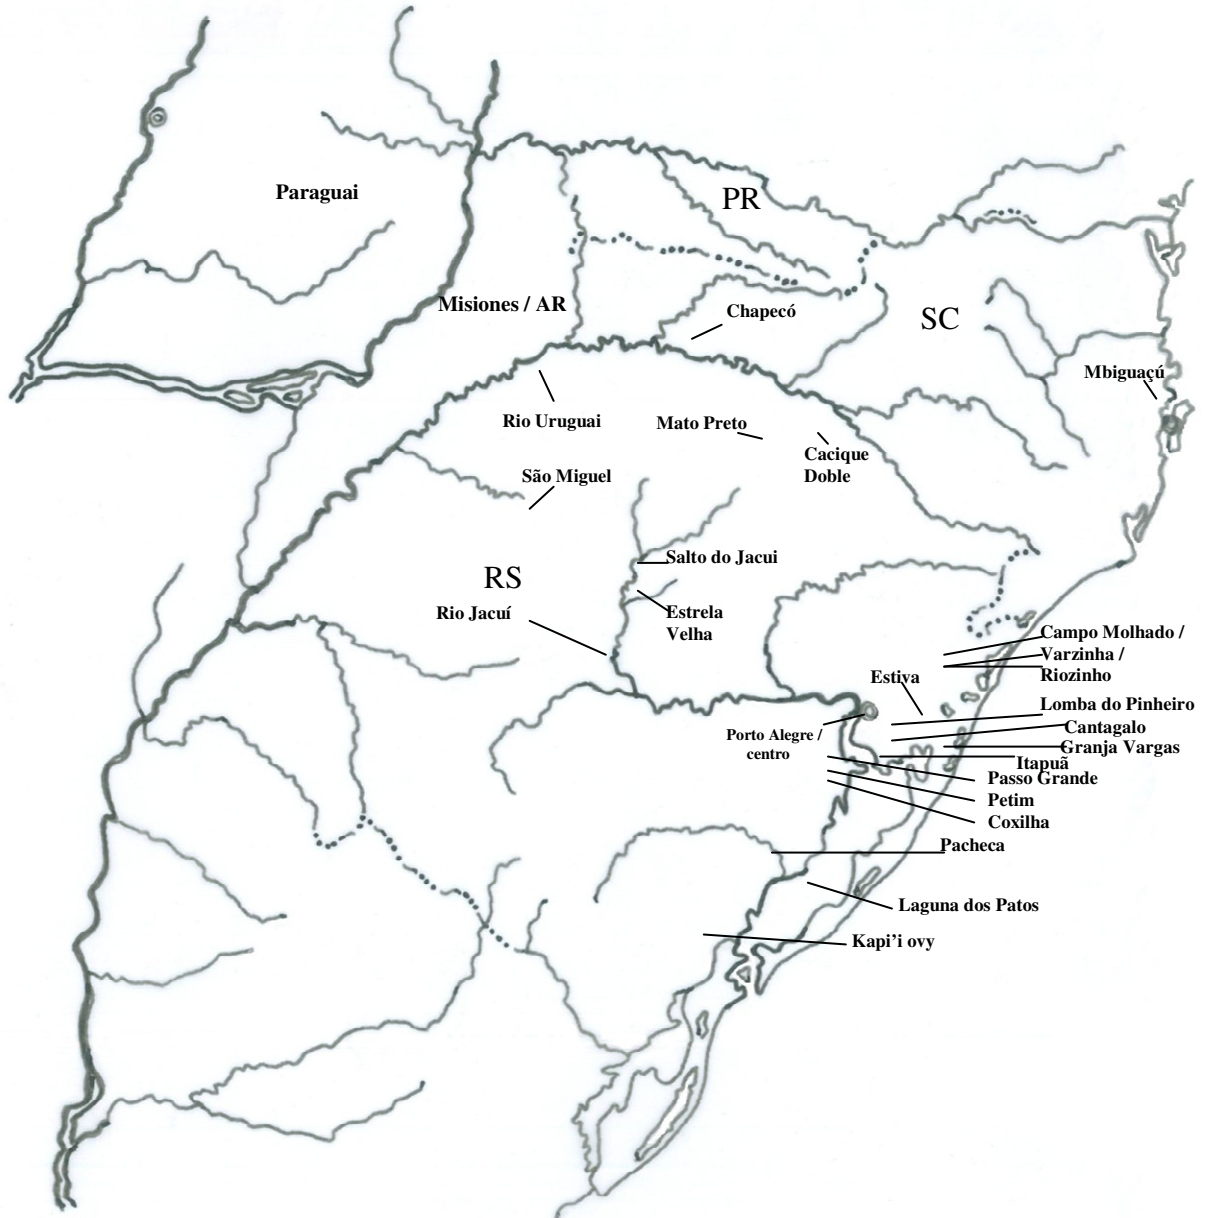 Paraguai
PR
Misiones / AR
Chapecó
SC
Mbiguaçú
Rio Uruguai
Mato Preto
Cacique
Doble
São Miguel
Salto do Jacui
RS
Rio Jacuí
Estrela
Velha
Campo Molhado /
Varzinha /
Riozinho
Estiva
Lomba do Pinheiro
Cantagalo
Porto Alegre /
centro
Granja Vargas
Itapuã
Passo Grande
Petim
Coxilha
Pacheca
Laguna dos Patos
Kapi’i ovy